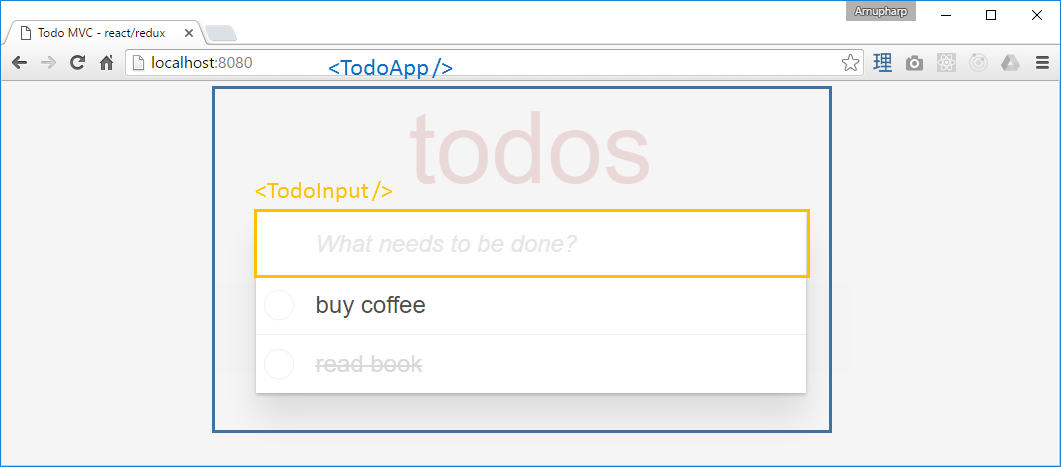 Arnupharp
Todo MVC - react/redux
localhost:8080
理
<TodoApp />
todos
<TodoInput />
What needs to be done?
buy coffee
read book